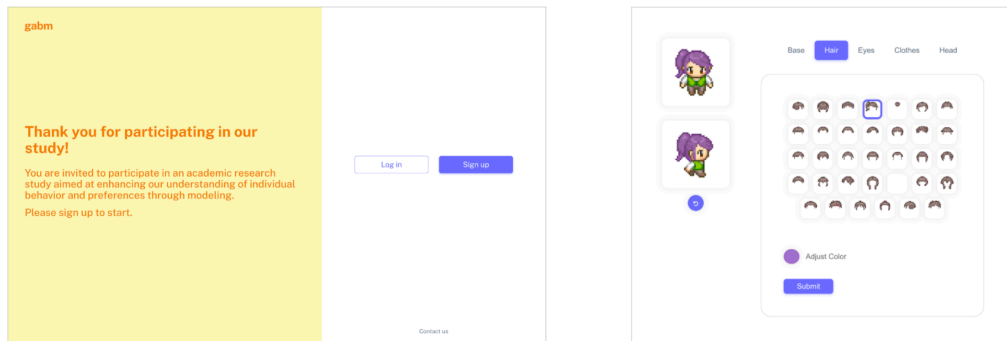 gabm
Thank you for participating in our
study!
You are invited to participate in an academic research
study aimed at enhancing our understanding of individual
behavior and preferences through modeling.
Please sign up to start.
Log in
Sign up
Contact us
Base
Hair
Eyes
Clothes
Head
Adjust Color
Submit